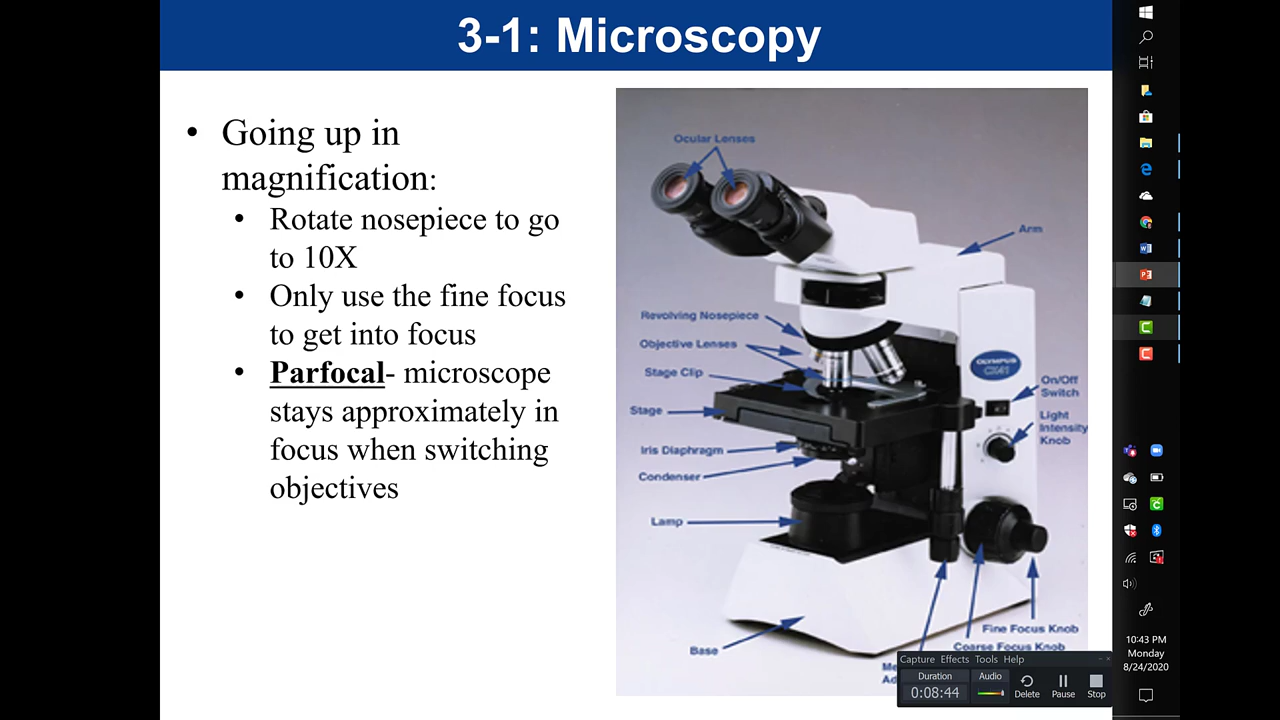 3-1: Microscopy
• Going up in
magnification:
• Rotate nosepiece to go
to 10X
• Only use the fine focus
to get into focus
• Parfocal- microscope
stays approximately in
focus when switching
objectives
Ocular Lenses
Arm
Revolving Nosepiece
Objective Lenses
Stage Clip
Stage
Iris Diaphragm
Condenser
Lamp
Base
OLYMPUS
CX41
On/Off
Switch
Light
Intensity
Knob
Fine Focus Knob
Coarse Focus Knob
Me
Ad
Capture Effects Tools Help
Duration
0:08:44
Audio
Delete
Pause
Stop
10:43 PM
Monday
8/24/2020